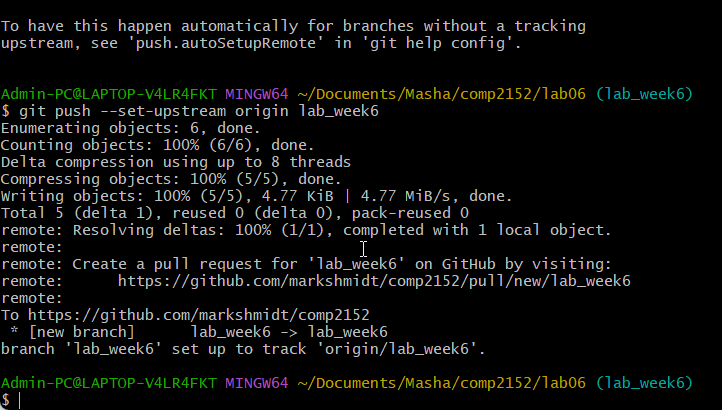 To have this happen automatically for branches without a tracking
upstream, see 'push.autoSetupRemote' in 'git help config'.
Admin-PC@LAPTOP-V4LR4FKT MINGW64 ~/Documents/Masha/comp2152/lab06 (lab_week6)
$ git push --set-upstream origin lab_week6
Enumerating objects: 6, done.
Counting objects: 100% (6/6), done.
Delta compression using up to 8 threads
Compressing objects: 100% (5/5), done.
Writing objects: 100% (5/5), 4.77 KiB | 4.77 MiB/s, done.
Total 5 (delta 1), reused 0 (delta 0), pack-reused 0
remote: Resolving deltas: 100% (1/1), completed with 1 local object.
remote:
remote: Create a pull request for 'lab_week6' on GitHub by visiting:
remote:      https://github.com/markshmidt/comp2152/pull/new/lab_week6
remote:
To https://github.com/markshmidt/comp2152
 * [new branch]      lab_week6 -> lab_week6
branch 'lab_week6' set up to track 'origin/lab_week6'.
Admin-PC@LAPTOP-V4LR4FKT MINGW64 ~/Documents/Masha/comp2152/lab06 (lab_week6)
$